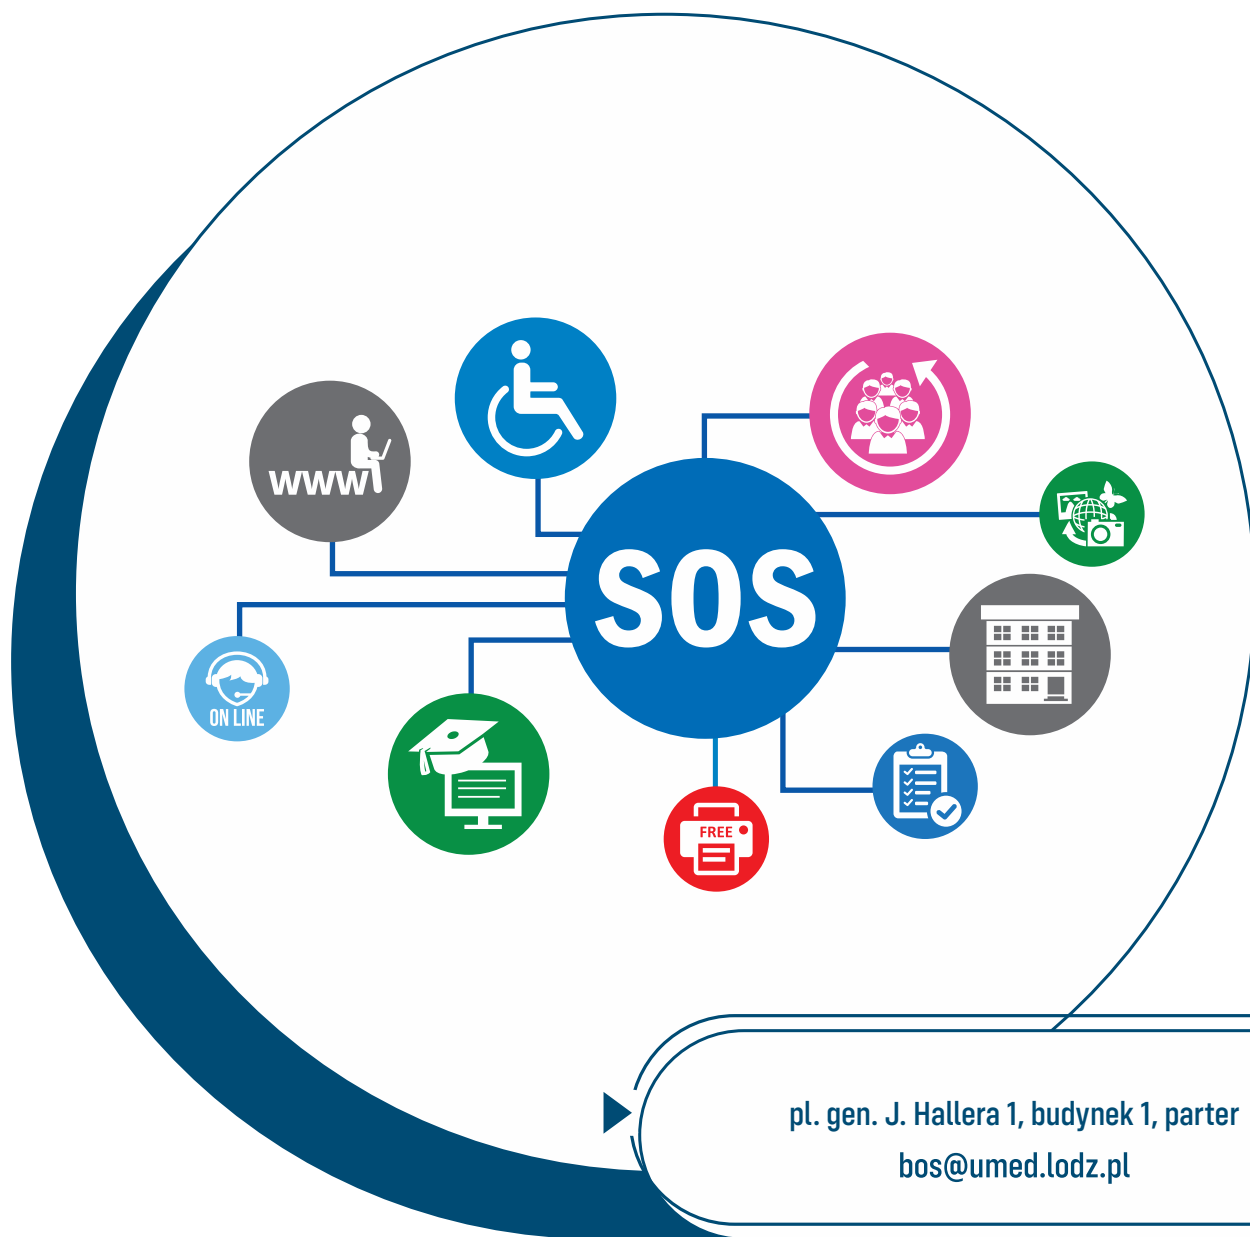 www
SOS
ON LINE
FREE
pl. gen. J. Hallera 1, budynek 1, parter
bos@umed.lodz.pl